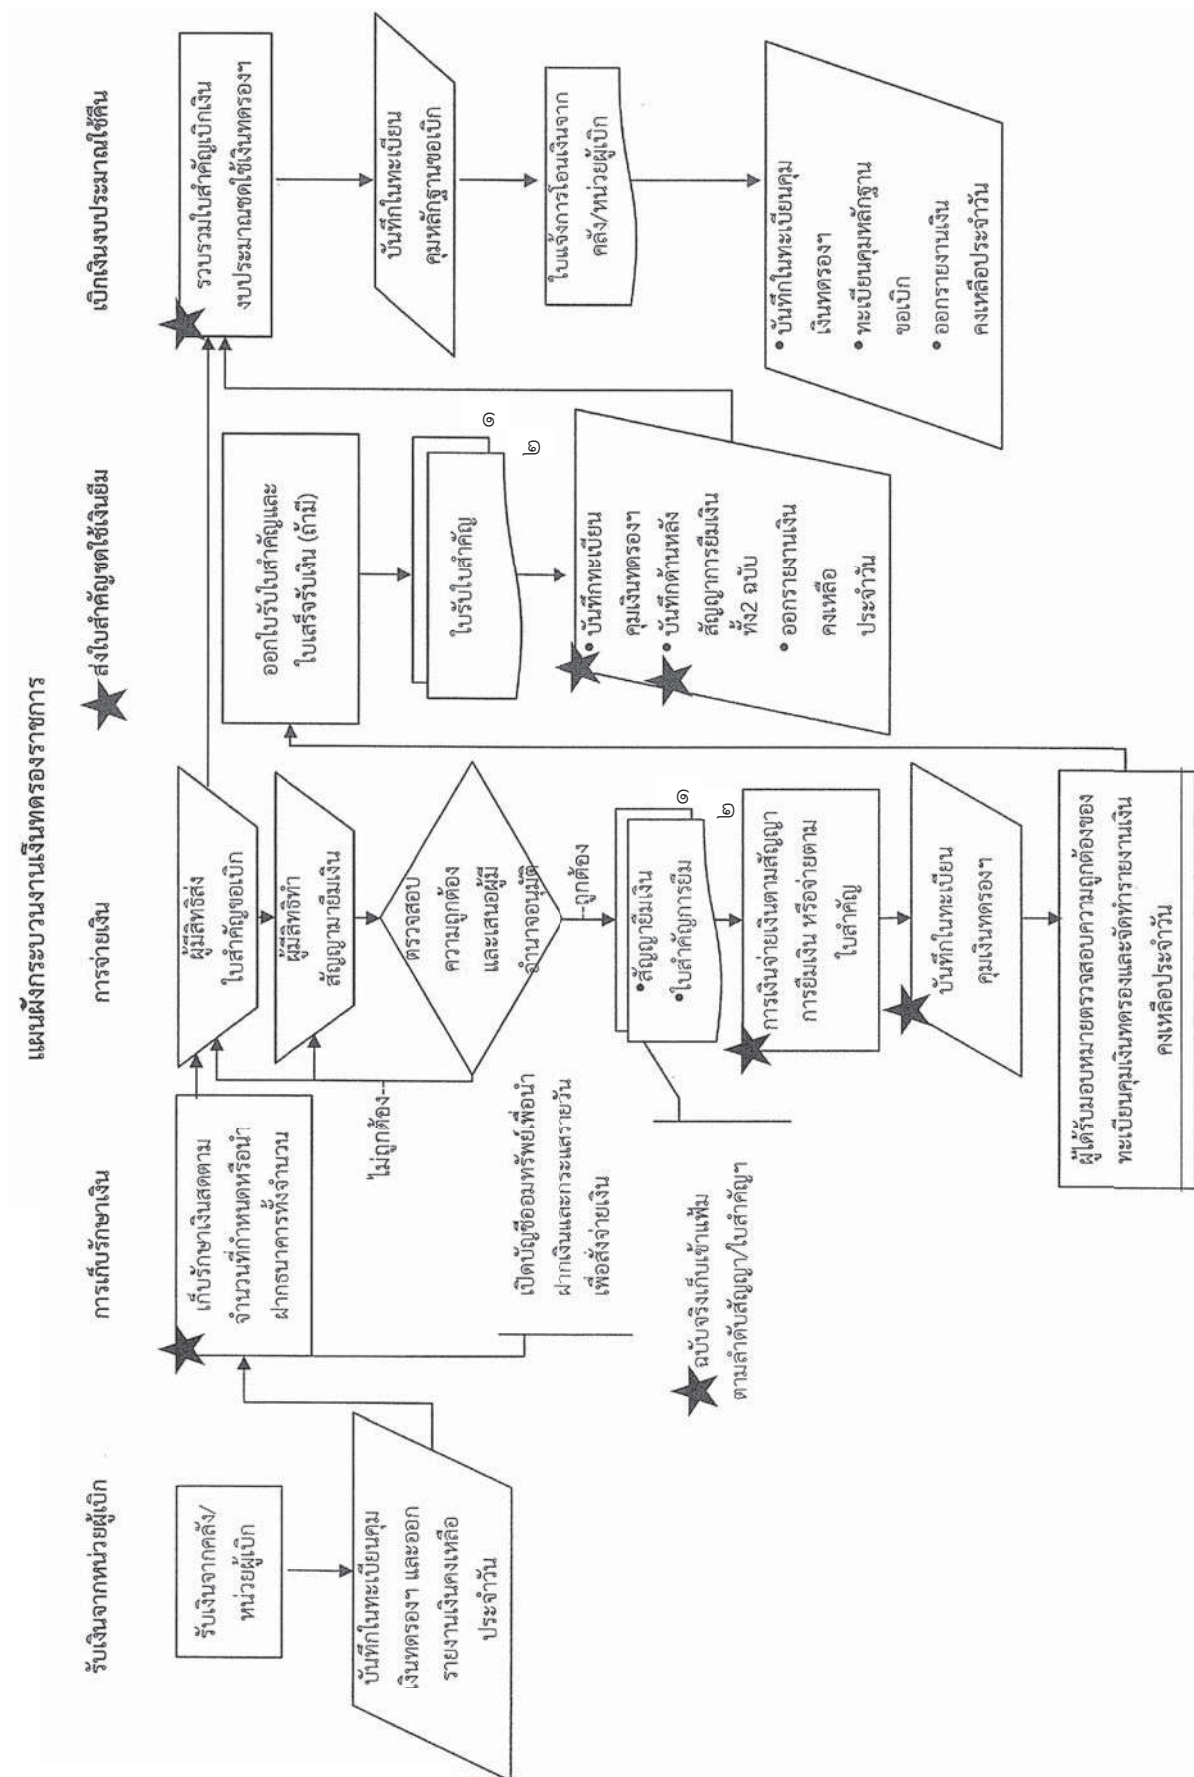 แผนผังกระบวนงานเงินทดรองราชการ
รับเงินจากหน่วยผู้เบิก
รับเงินจากคลัง/
หน่วยผู้เบิก
บันทึกในทะเบียนคุม
เงินทดรองฯ และออก
รายงานเงินคงเหลือ
ประจำวัน
การเก็บรักษาเงิน
เก็บรักษาเงินสดตาม
จำนวนที่กำหนดหรือนำ
ฝากธนาคารทั้งจำนวน
เปิดบัญชีออมทรัพย์เพื่อนำ
ฝากเงินและกระแสรายวัน
เพื่อสั่งจ่ายเงิน
ฉบับจริงเก็บเข้าแฟ้ม
ตามลำดับสัญญา/ใบสำคัญฯ
การจ่ายเงิน
ผู้มีสิทธิส่ง
ใบสำคัญขอเบิก
ผู้มีสิทธิทำ
สัญญามายืมเงิน
ตรวจสอบ
ความถูกต้อง
และเสนอผู้มี
อำนาจอนุมัติ
ไม่ถูกต้อง--
--ถูกต้อง
•สัญญายืมเงิน
•ใบสำคัญการยืม
๑
๒
การเงินจ่ายเงินตามสัญญา
การยืมเงิน หรือจ่ายตาม
ใบสำคัญ
บันทึกในทะเบียน
คุมเงินทดรองฯ
ผู้ได้รับมอบหมายตรวจสอบความถูกต้องของ
ทะเบียนคุมเงินทดรองและจัดทำรายงานเงิน
คงเหลือประจำวัน
ส่งใบสำคัญชดใช้เงินยืม
ออกใบรับใบสำคัญและ
ใบเสร็จรับเงิน (ถ้ามี)
ใบรับใบสำคัญ
๑
๒
• บันทึกทะเบียน
คุมเงินทดรองฯ
• บันทึกด้านหลัง
สัญญาการยืมเงิน
ทั้ง2 ฉบับ
• ออกรายงานเงิน
คงเหลือ
ประจำวัน
เบิกเงินงบประมาณใช้คืน
รวบรวมใบสำคัญเบิกเงิน
งบประมาณชดใช้เงินทดรองฯ
บันทึกในทะเบียน
คุมหลักฐานขอเบิก
ใบแจ้งการโอนเงินจาก
คลัง/หน่วยผู้เบิก
• บันทึกในทะเบียนคุม
เงินทดรองฯ
• ทะเบียนคุมหลักฐาน
ขอเบิก
• ออกรายงานเงิน
คงเหลือประจำวัน